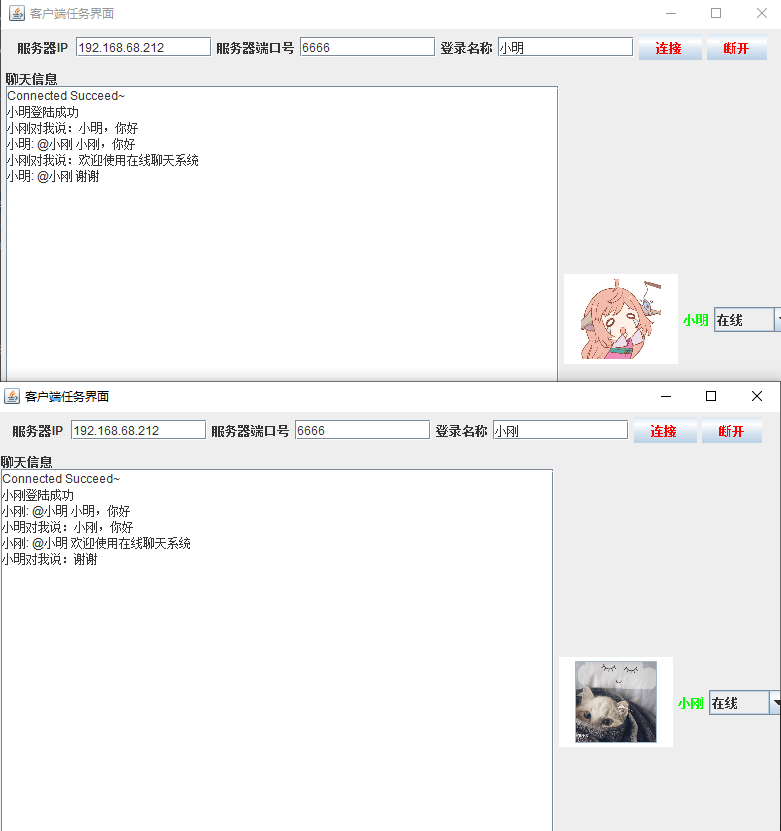 客户端任务界面
服务器IP 192.168.68.212 服务器端口号 6666 登录名称 小明 连接 断开
聊天信息
Connected Succeed~
小明登陆成功
小刚对我说：小明，你好
小明: @小刚 小刚，你好
小刚对我说：欢迎使用在线聊天系统
小明: @小刚 谢谢
小明 在线
客户端任务界面
服务器IP 192.168.68.212 服务器端口号 6666 登录名称 小刚 连接 断开
聊天信息
Connected Succeed~
小刚登陆成功
小刚: @小明 小明，你好
小明对我说：小刚，你好
小刚: @小明 欢迎使用在线聊天系统
小明对我说：谢谢
小刚 在线